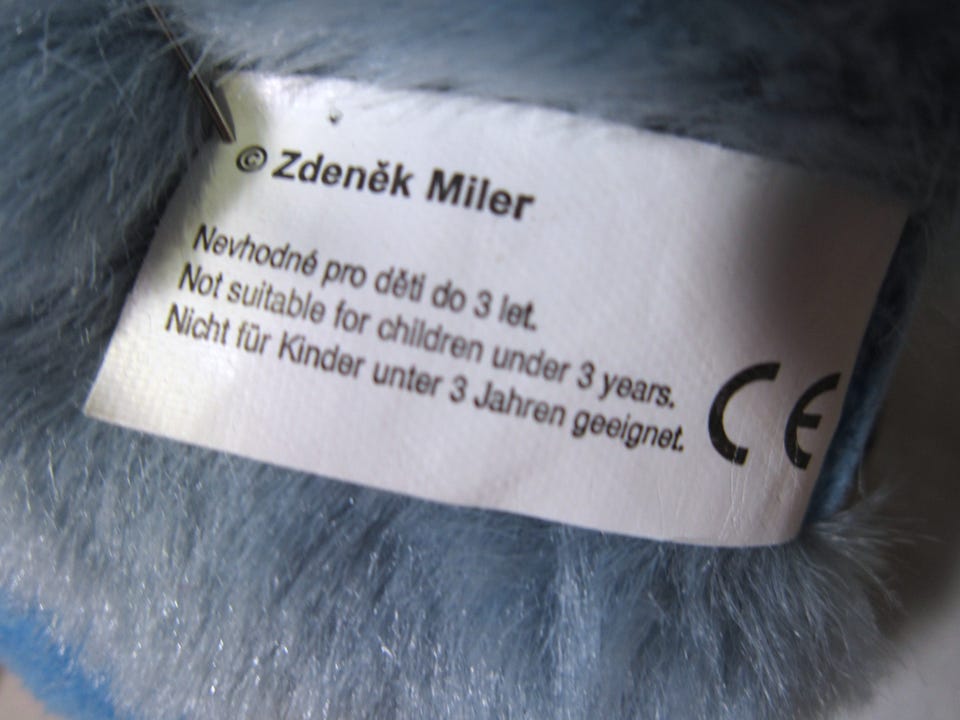 © Zdeněk Miler
Nevhodné pro děti do 3 let.
Not suitable for children under 3 years.
Nicht für Kinder unter 3 Jahren geeignet.
CE